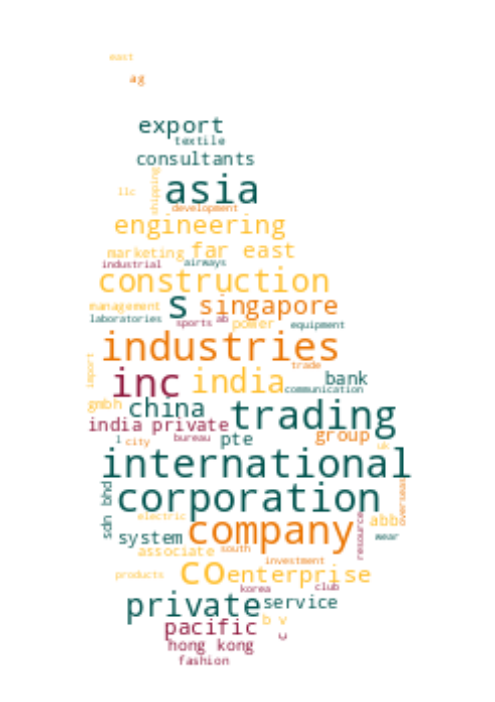 east
ag
export
textile
consultants
shipping
llc
asia
development
engineering
marketing far east
industrial airways
construction
management s singapore
laboratories sports ab power equipment
industries
import trade
inc india bank
communication
gmbh china trading
india private
l city bureau pte group
uk
international
sdn bhd corporation overseas
electric company abb
system resource wear
associate south
investment
products co enterprise
korea club
private service
pacific b v
hong kong
fashion